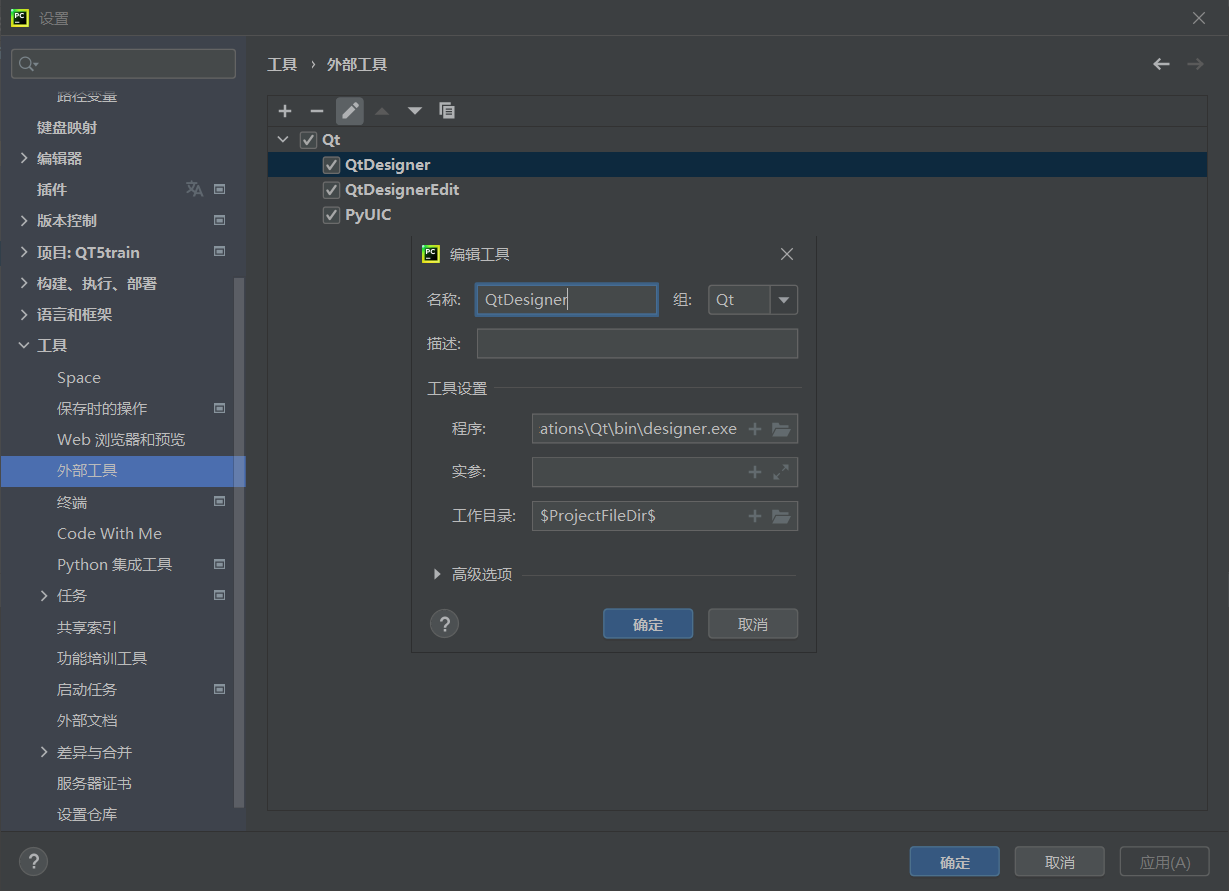 设置
路径变量
键盘映射
编辑器
插件
版本控制
项目: QT5train
构建、执行、部署
语言和框架
工具
Space
保存时的操作
Web 浏览器和预览
外部工具
终端
Code With Me
Python 集成工具
任务
共享索引
功能培训工具
启动任务
外部文档
差异与合并
服务器证书
设置仓库
工具 › 外部工具
Qt
QtDesigner
QtDesignerEdit
PyUIC
编辑工具
名称: QtDesigner 组: Qt
描述:
工具设置
程序: ations\Qt\bin\designer.exe
实参:
工作目录: $ProjectFileDir$
高级选项
? 确定 取消
? 确定 取消 应用(A)